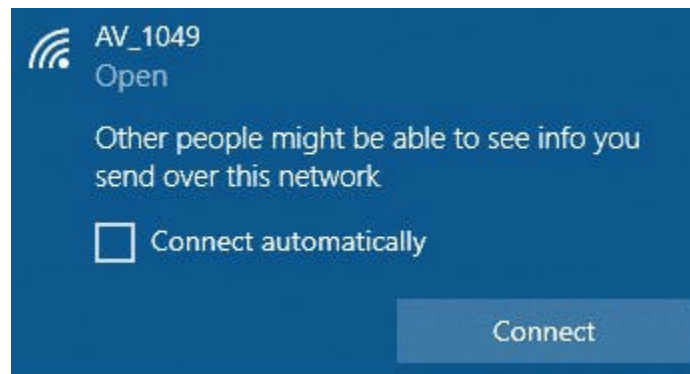 AV_1049
Open
Other people might be able to see info you
send over this network
Connect automatically
Connect